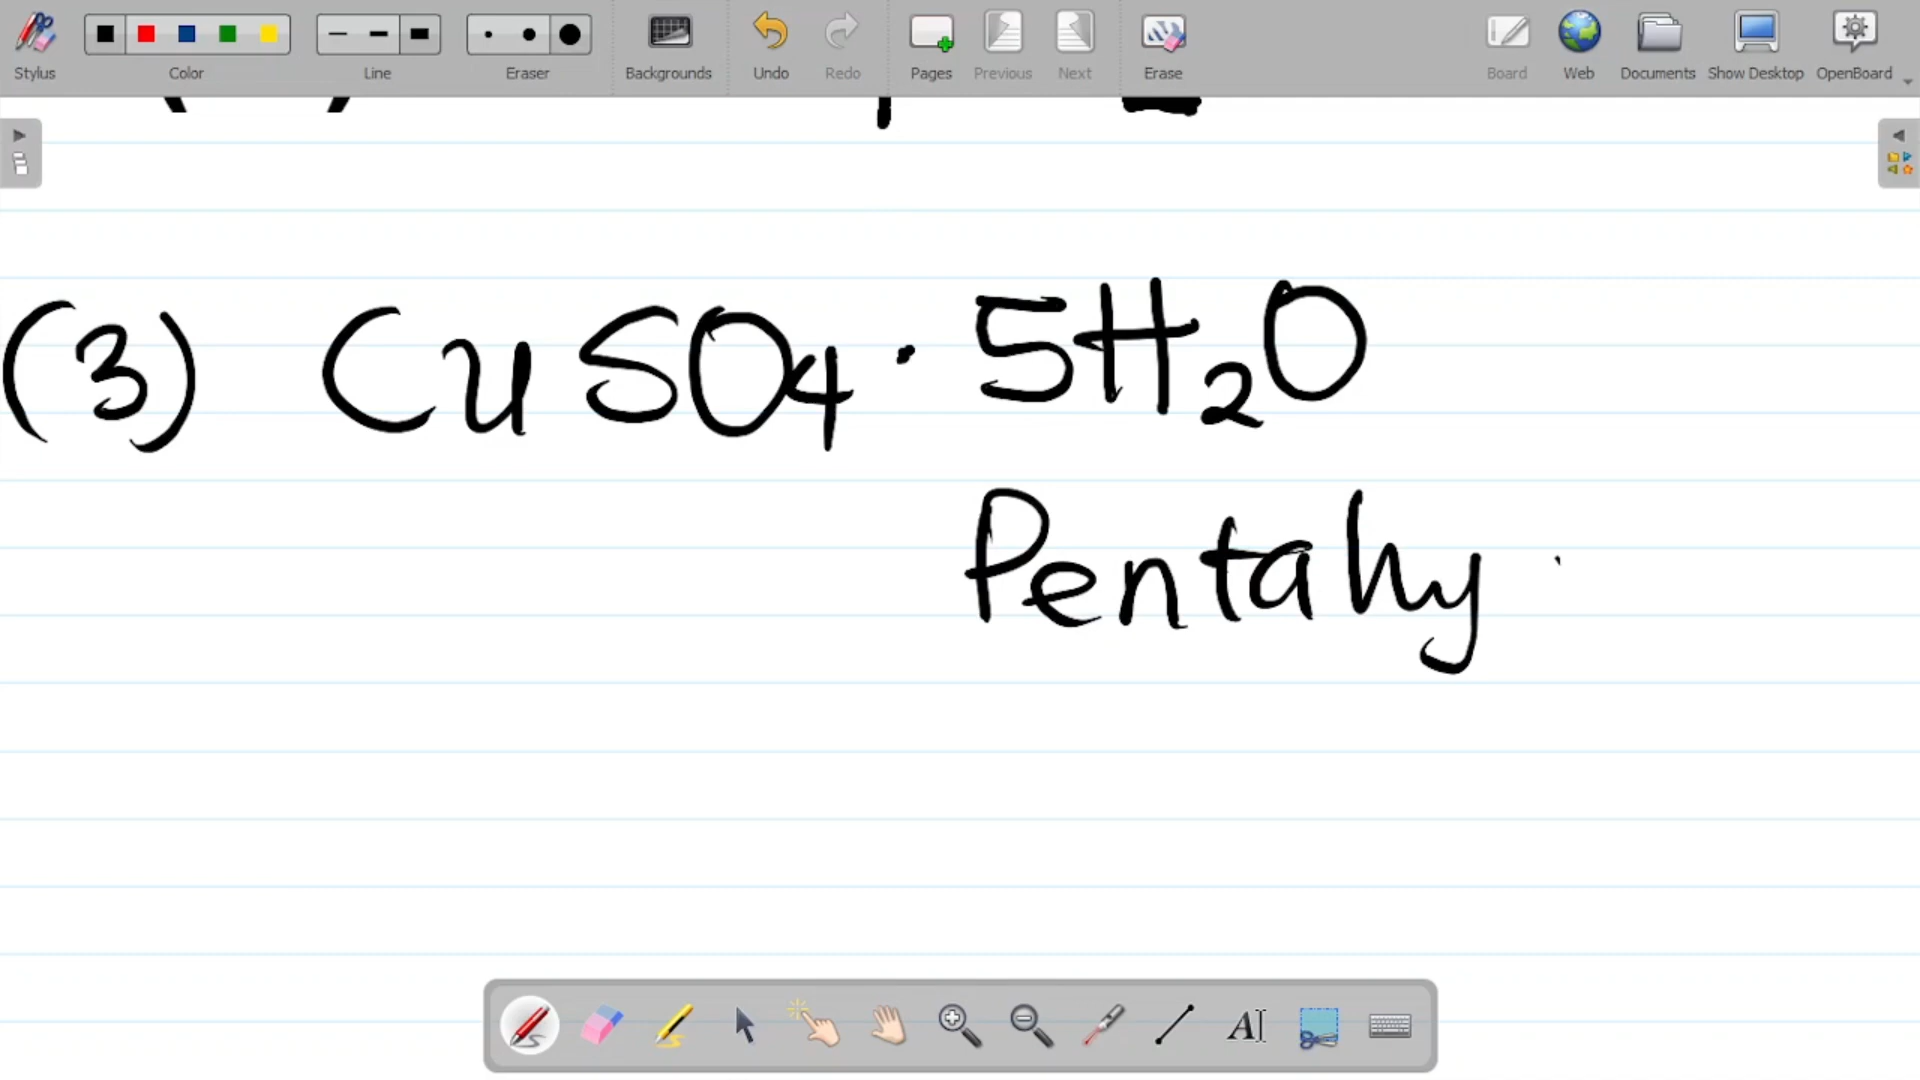 Stylus Color Line Eraser Backgrounds Undo Redo Pages Previous Next Erase Board Web Documents Show Desktop OpenBoard
(3) CuSO₄ · 5H₂O
Pentahy